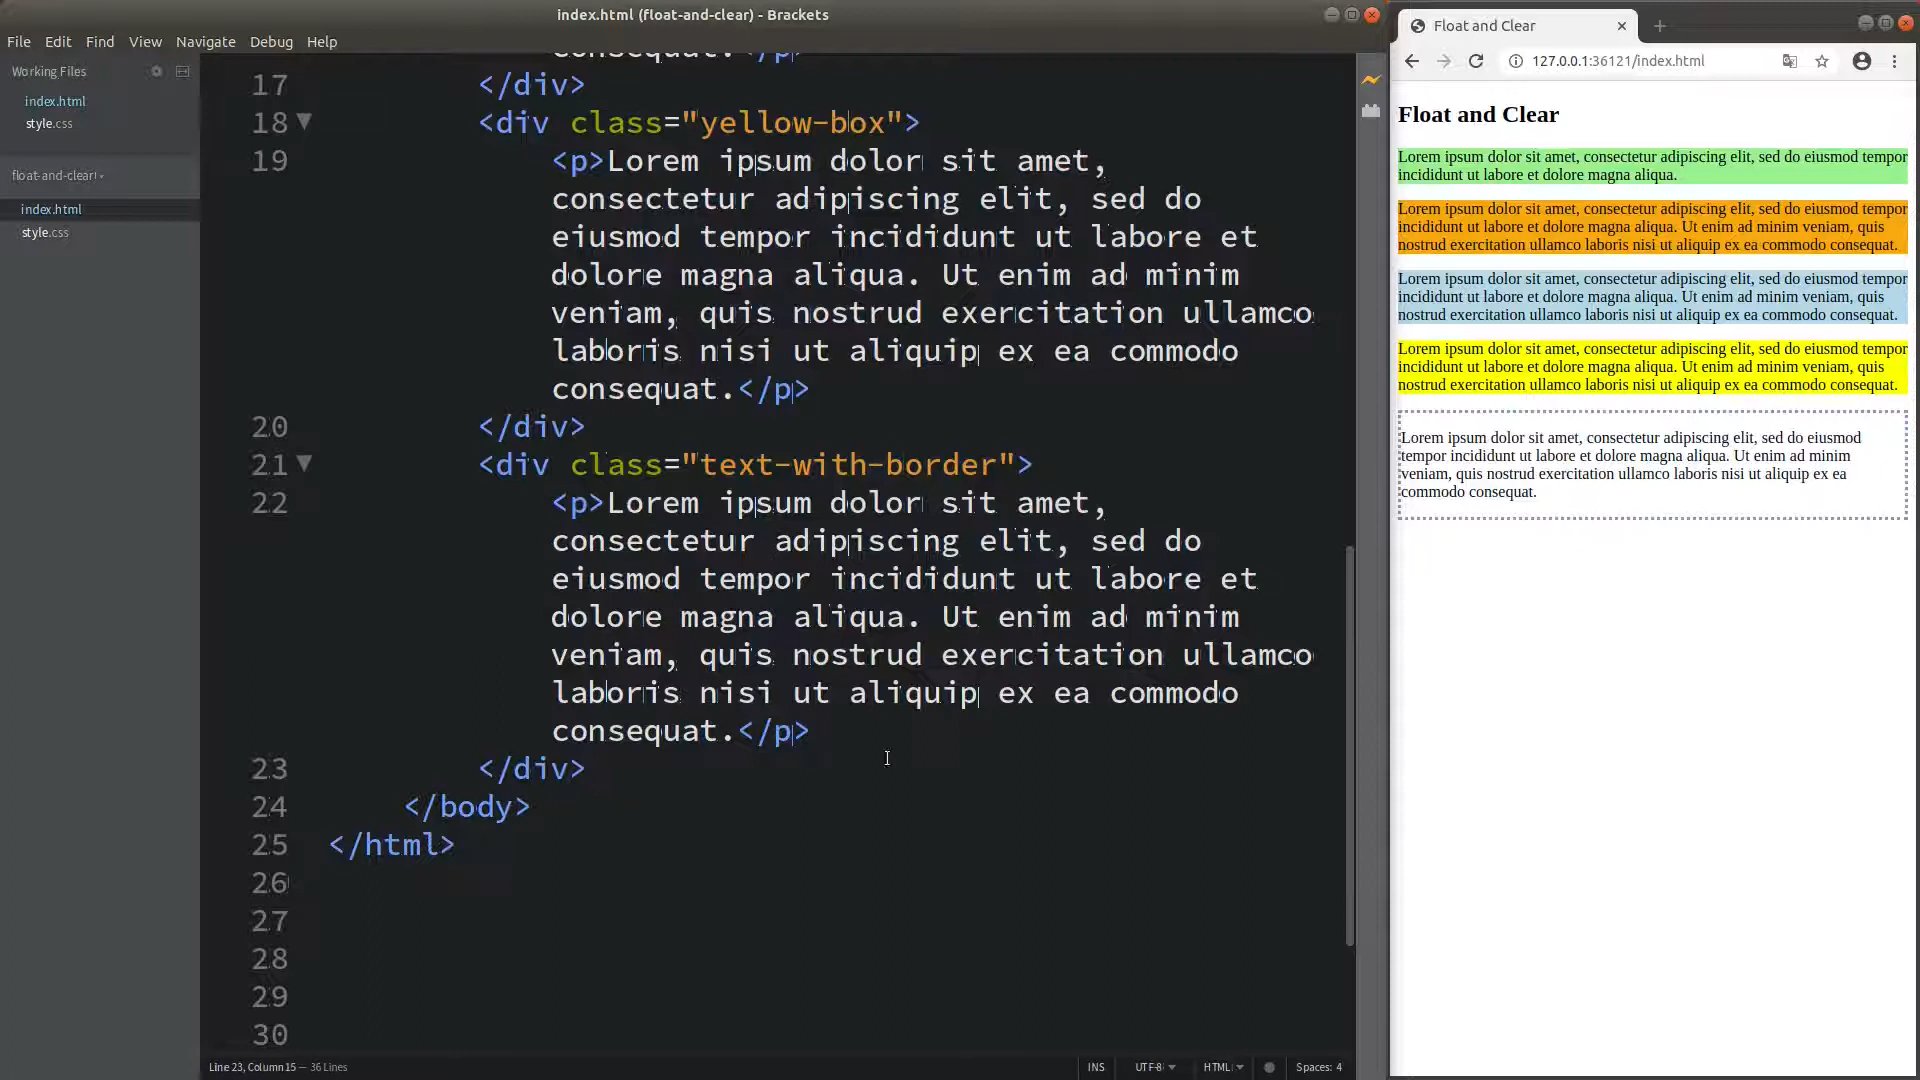 index.html (float-and-clear) - Brackets
File Edit Find View Navigate Debug Help
Working Files
index.html
style.css
float-and-clear
index.html
style.css
17 </div>
18 <div class="yellow-box">
19 <p>Lorem ipsum dolor sit amet,
consectetur adipiscing elit, sed do
eiusmod tempor incididunt ut labore et
dolore magna aliqua. Ut enim ad minim
veniam, quis nostrud exercitation ullamco
laboris nisi ut aliquip ex ea commodo
consequat.</p>
20 </div>
21 <div class="text-with-border">
22 <p>Lorem ipsum dolor sit amet,
consectetur adipiscing elit, sed do
eiusmod tempor incididunt ut labore et
dolore magna aliqua. Ut enim ad minim
veniam, quis nostrud exercitation ullamco
laboris nisi ut aliquip ex ea commodo
consequat.</p>
23 </div>
24 </body>
25 </html>
26
27
28
29
30
Line 23, Column 15 — 36 Lines
INS UTF-8 HTML Spaces: 4
Float and Clear
127.0.0.1:36121/index.html
Float and Clear
Lorem ipsum dolor sit amet, consectetur adipiscing elit, sed do eiusmod tempor
incididunt ut labore et dolore magna aliqua.
Lorem ipsum dolor sit amet, consectetur adipiscing elit, sed do eiusmod tempor
incididunt ut labore et dolore magna aliqua. Ut enim ad minim veniam, quis
nostrud exercitation ullamco laboris nisi ut aliquip ex ea commodo consequat.
Lorem ipsum dolor sit amet, consectetur adipiscing elit, sed do eiusmod tempor
incididunt ut labore et dolore magna aliqua. Ut enim ad minim veniam, quis
nostrud exercitation ullamco laboris nisi ut aliquip ex ea commodo consequat.
Lorem ipsum dolor sit amet, consectetur adipiscing elit, sed do eiusmod tempor
incididunt ut labore et dolore magna aliqua. Ut enim ad minim veniam, quis
nostrud exercitation ullamco laboris nisi ut aliquip ex ea commodo consequat.
Lorem ipsum dolor sit amet, consectetur adipiscing elit, sed do eiusmod
tempor incididunt ut labore et dolore magna aliqua. Ut enim ad minim
veniam, quis nostrud exercitation ullamco laboris nisi ut aliquip ex ea
commodo consequat.